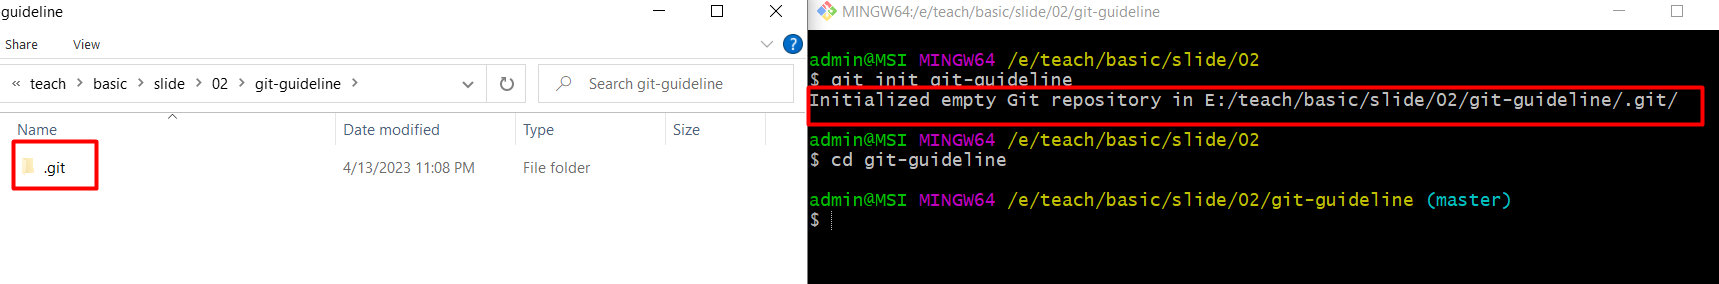 guideline
Share View
« teach > basic > slide > 02 > git-guideline >
Search git-guideline
Name Date modified Type Size
.git 4/13/2023 11:08 PM File folder
MINGW64:/e/teach/basic/slide/02/git-guideline
admin@MSI MINGW64 /e/teach/basic/slide/02
$ git init git-guideline
Initialized empty Git repository in E:/teach/basic/slide/02/git-guideline/.git/
admin@MSI MINGW64 /e/teach/basic/slide/02
$ cd git-guideline
admin@MSI MINGW64 /e/teach/basic/slide/02/git-guideline (master)
$